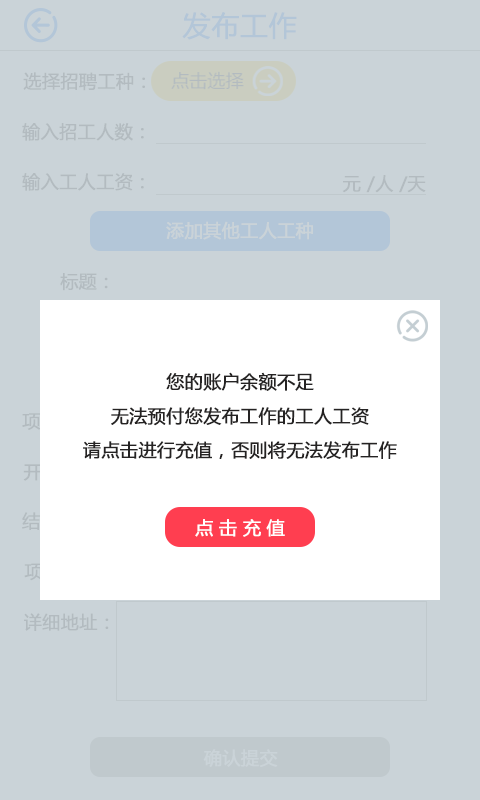 发布工作
选择招聘工种：点击选择
输入招工人数：
输入工人工资：元 /人 /天
添加其他工人工种
标题：
您的账户余额不足
无法预付您发布工作的工人工资
请点击进行充值，否则将无法发布工作
项
开
点击充值
结
项
详细地址：
确认提交